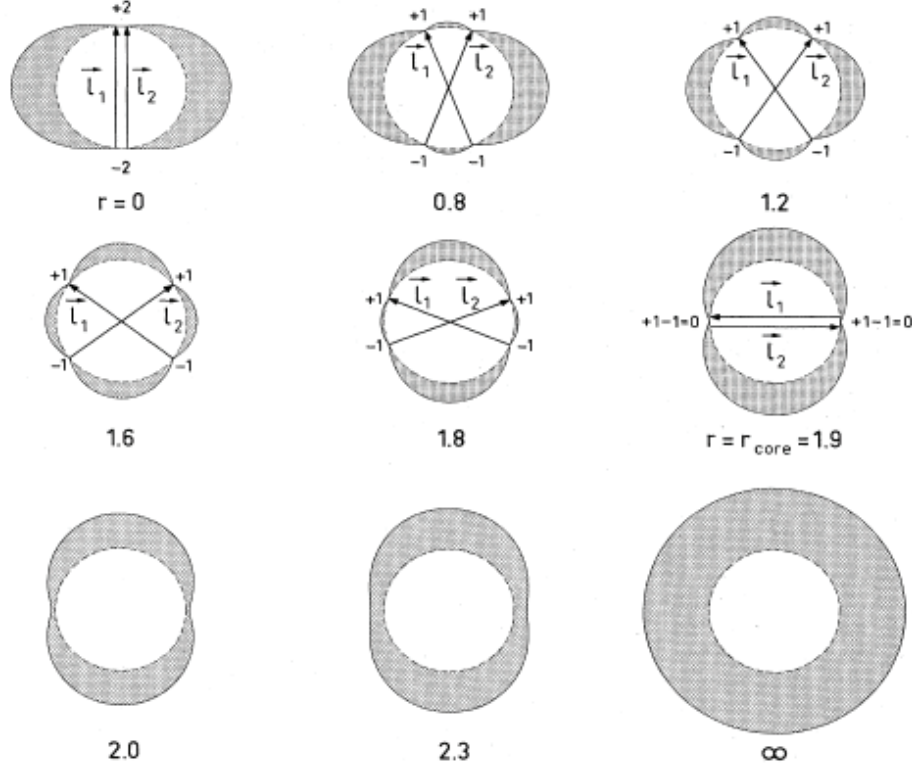 +2
l₁ l₂
−2
r = 0
+1 +1
l₁ l₂
−1 −1
0.8
+1 +1
l₁ l₂
−1 −1
1.2
+1 +1
l₁ l₂
−1 −1
1.6
+1 l₁ l₂ +1
−1 −1
1.8
l₁
+1−1=0 +1−1=0
l₂
r = r core = 1.9
2.0
2.3
∞